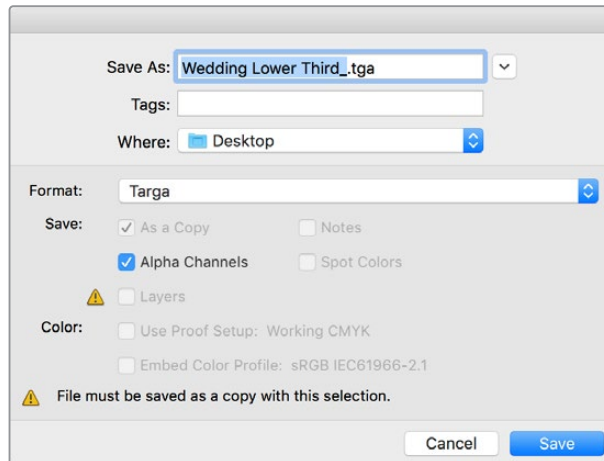 Save As: Wedding Lower Third_.tga
Tags:
Where: Desktop
Format: Targa
Save: As a Copy Notes
Alpha Channels Spot Colors
Layers
Color: Use Proof Setup: Working CMYK
Embed Color Profile: sRGB IEC61966-2.1
File must be saved as a copy with this selection.
Cancel Save